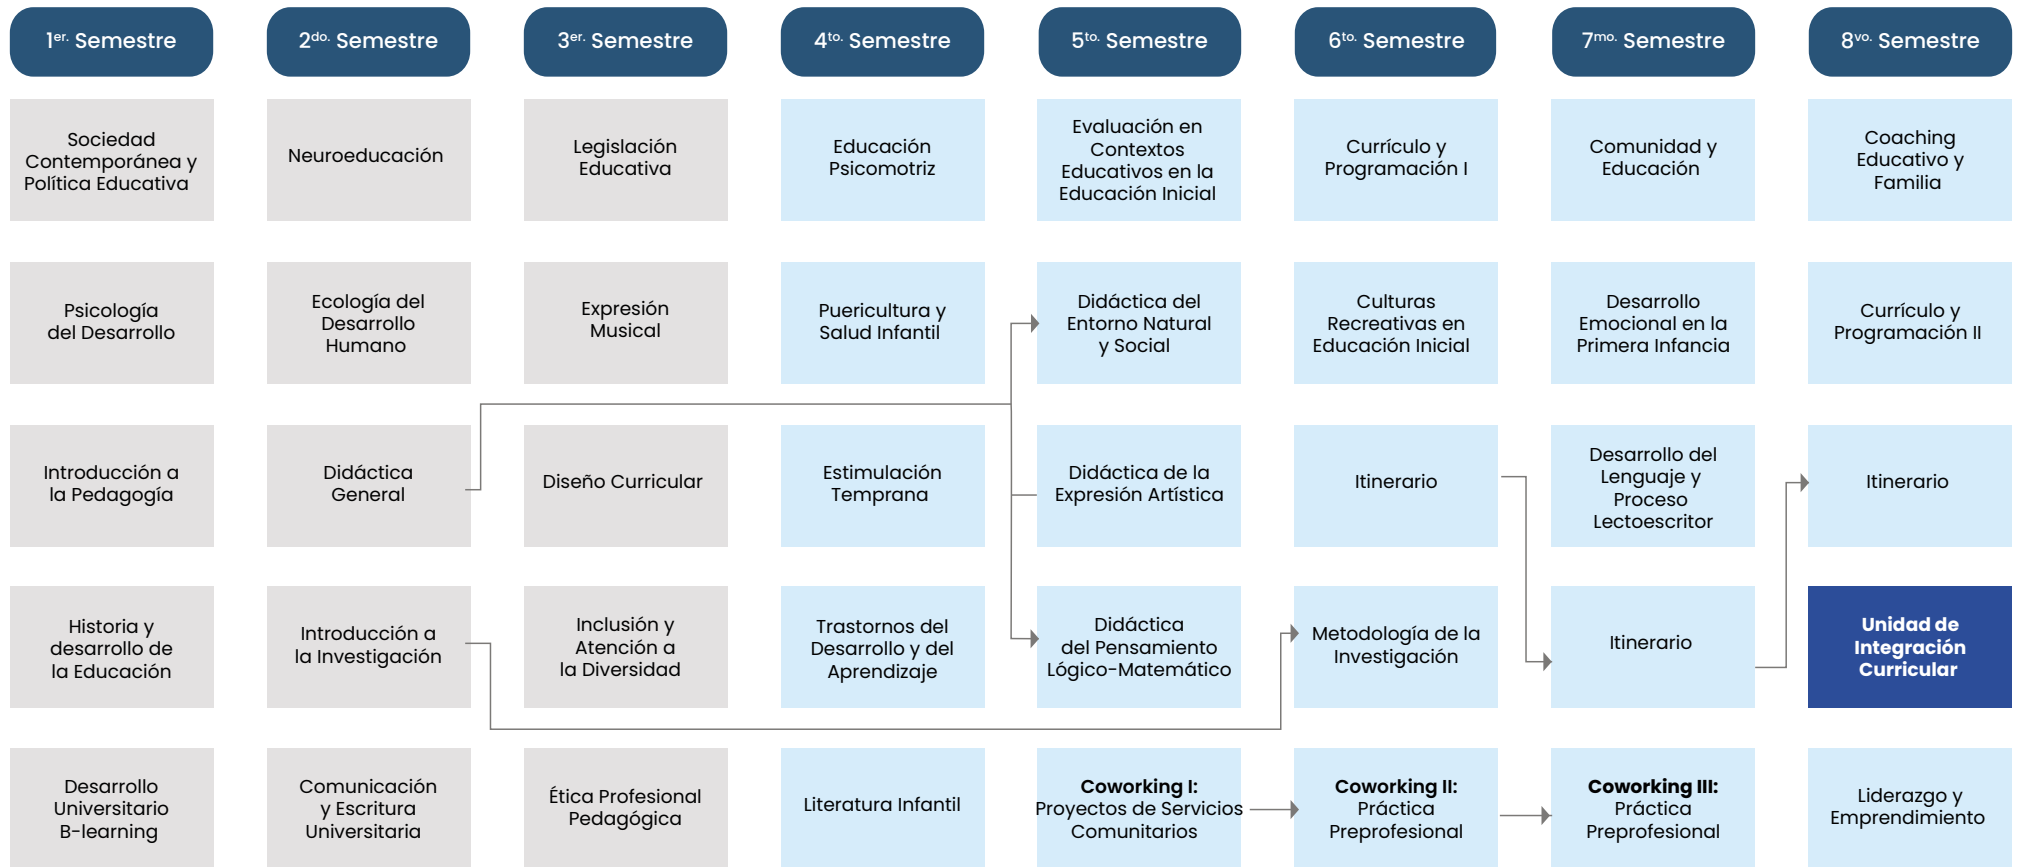 1er. Semestre
2do. Semestre
3er. Semestre
4to. Semestre
5to. Semestre
6to. Semestre
7mo. Semestre
8vo. Semestre
Sociedad
Contemporánea y
Política Educativa
Neuroeducación
Legislación
Educativa
Educación
Psicomotriz
Evaluación en
Contextos
Educativos en la
Educación Inicial
Currículo y
Programación I
Comunidad y
Educación
Coaching
Educativo y
Familia
Psicología
del Desarrollo
Ecología del
Desarrollo
Humano
Expresión
Musical
Puericultura y
Salud Infantil
Didáctica del
Entorno Natural
y Social
Culturas
Recreativas en
Educación Inicial
Desarrollo
Emocional en la
Primera Infancia
Currículo y
Programación II
Introducción a
la Pedagogía
Didáctica
General
Diseño Curricular
Estimulación
Temprana
Didáctica de la
Expresión Artística
Itinerario
Desarrollo del
Lenguaje y
Proceso
Lectoescritor
Itinerario
Historia y
desarrollo de
la Educación
Introducción a
la Investigación
Inclusión y
Atención a
la Diversidad
Trastornos del
Desarrollo y del
Aprendizaje
Didáctica
del Pensamiento
Lógico-Matemático
Metodología de la
Investigación
Itinerario
Unidad de
Integración
Curricular
Desarrollo
Universitario
B-learning
Comunicación
y Escritura
Universitaria
Ética Profesional
Pedagógica
Literatura Infantil
Coworking I:
Proyectos de Servicios
Comunitarios
Coworking II:
Práctica
Preprofesional
Coworking III:
Práctica
Preprofesional
Liderazgo y
Emprendimiento